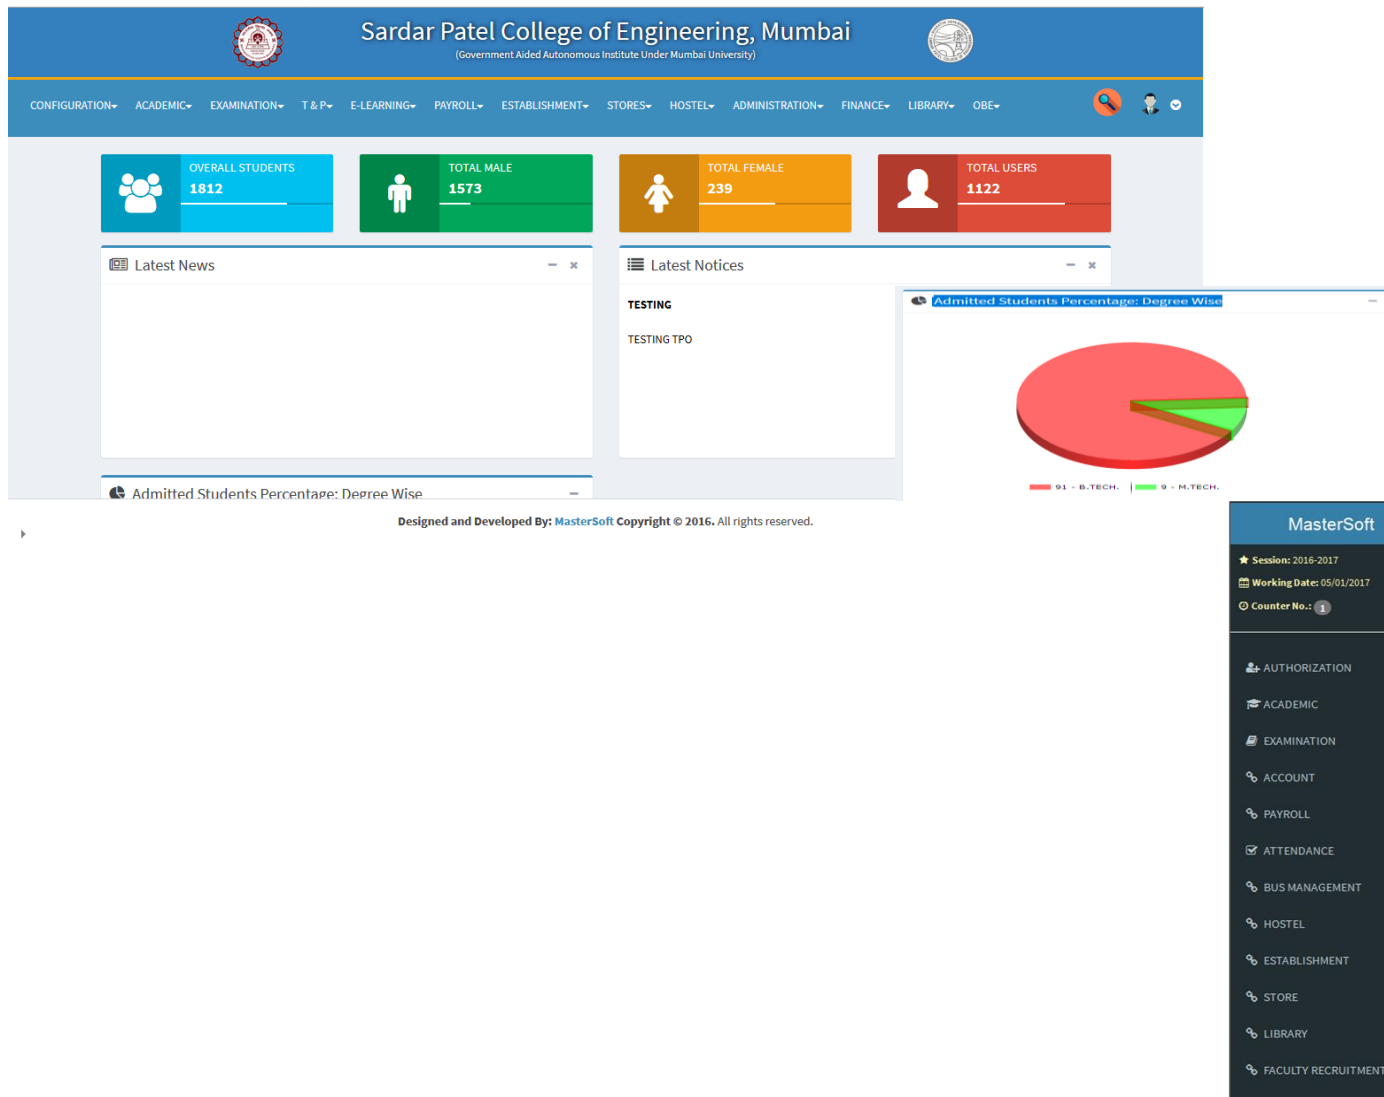 Sardar Patel College of Engineering, Mumbai
(Government Aided Autonomous Institute Under Mumbai University)
CONFIGURATION ACADEMIC EXAMINATION T & P E-LEARNING PAYROLL ESTABLISHMENT STORES HOSTEL ADMINISTRATION FINANCE LIBRARY OBE
OVERALL STUDENTS
1812
TOTAL MALE
1573
TOTAL FEMALE
239
TOTAL USERS
1122
Latest News
Latest Notices
TESTING
TESTING TPO
Admitted Students Percentage: Degree Wise
91 - B.TECH. 9 - M.TECH.
Admitted Students Percentage: Degree Wise
Designed and Developed By: MasterSoft Copyright © 2016. All rights reserved.
MasterSoft
Session: 2016-2017
Working Date: 05/01/2017
Counter No.: 1
AUTHORIZATION
ACADEMIC
EXAMINATION
ACCOUNT
PAYROLL
ATTENDANCE
BUS MANAGEMENT
HOSTEL
ESTABLISHMENT
STORE
LIBRARY
FACULTY RECRUITMENT